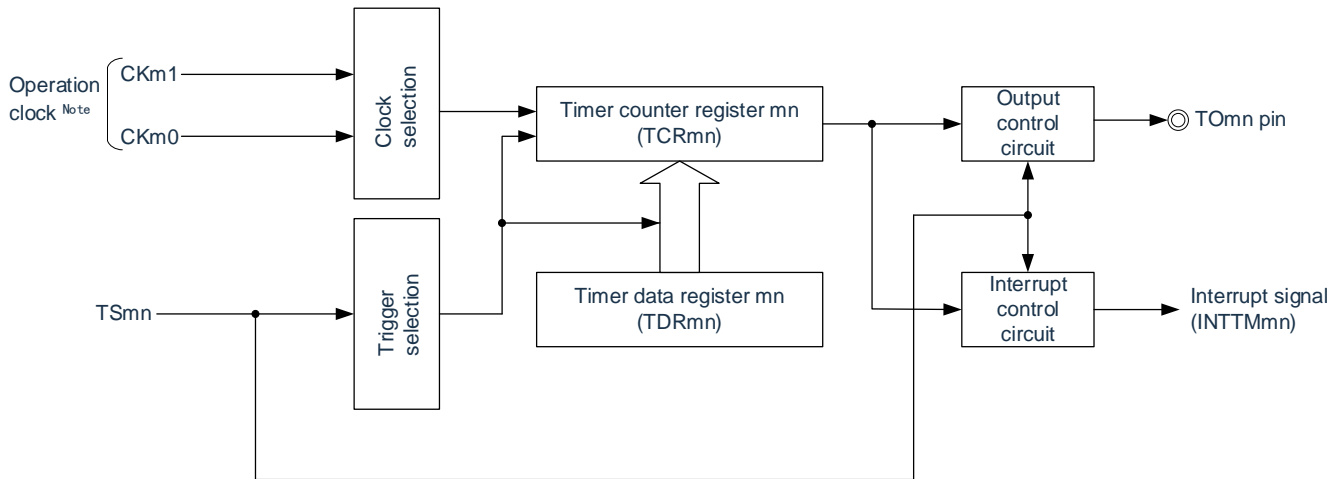 Operation
clock Note
CKm1
CKm0
Clock
selection
Timer counter register mn
(TCRmn)
Output
control
circuit
TOmn pin
TSmn
Trigger
selection
Timer data register mn
(TDRmn)
Interrupt
control
circuit
Interrupt signal
(INTTMmn)